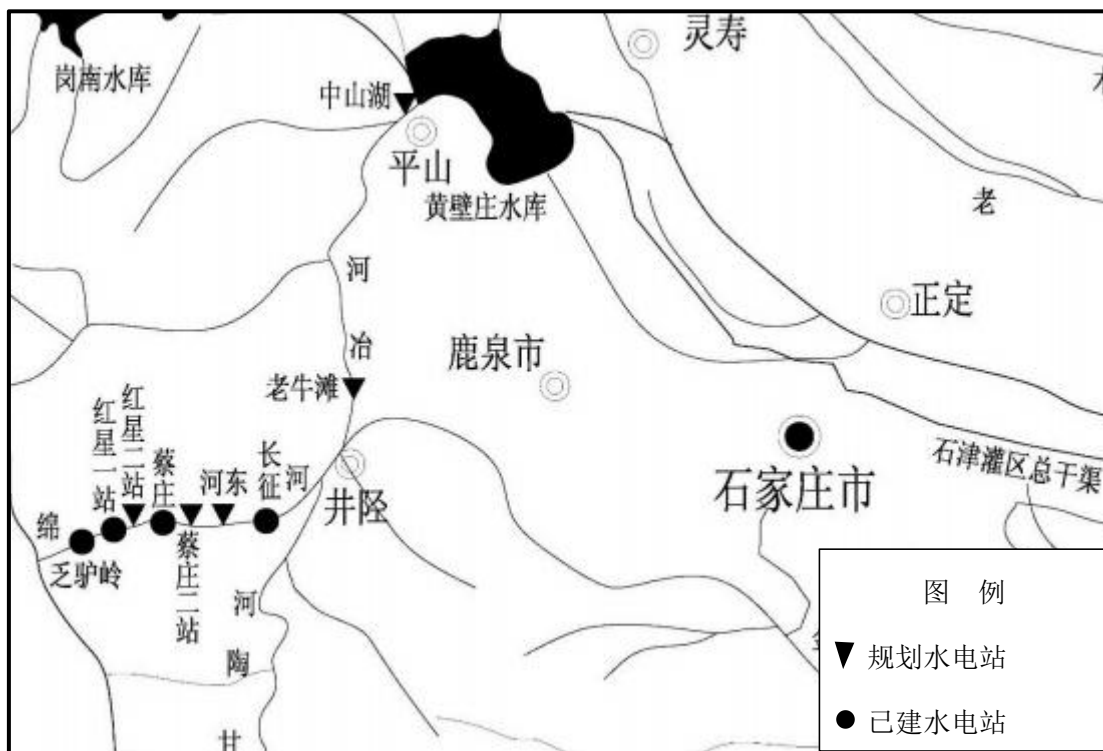 灵寿
岗南水库
中山湖
平山
黄壁庄水库
老
正定
河
冶
鹿泉市
老牛滩
红星一站
红星二站
蔡庄
河东
长征
河
绵
乏驴岭
蔡庄二站
井陉
石家庄市
石津灌区总干渠
河
陶
甘
图 例
规划水电站
已建水电站